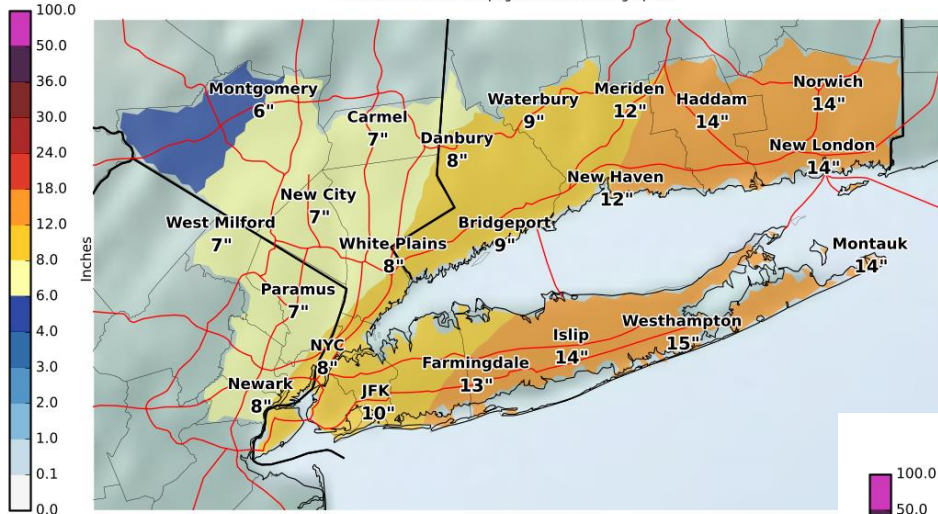 100.0
50.0
36.0
30.0
24.0
18.0
12.0
8.0
6.0
4.0
3.0
2.0
1.0
0.1
0.0
Inches
Montgomery
6"
Carmel
7"
Waterbury
9"
Meriden
12"
Haddam
14"
Norwich
14"
Danbury
8"
New London
14"
New City
7"
New Haven
12"
West Milford
7"
White Plains
8"
Bridgeport
9"
Montauk
14"
Paramus
7"
NYC
8"
Farmingdale
13"
Islip
14"
Westhampton
15"
Newark
8"
JFK
10"
100.0
50.0